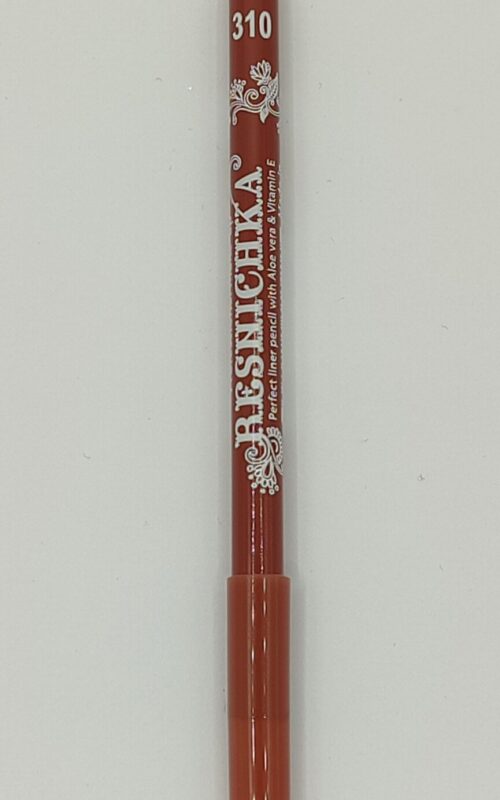 310
RESNICHKA
Perfect liner pencil with Aloe vera & Vitamin E